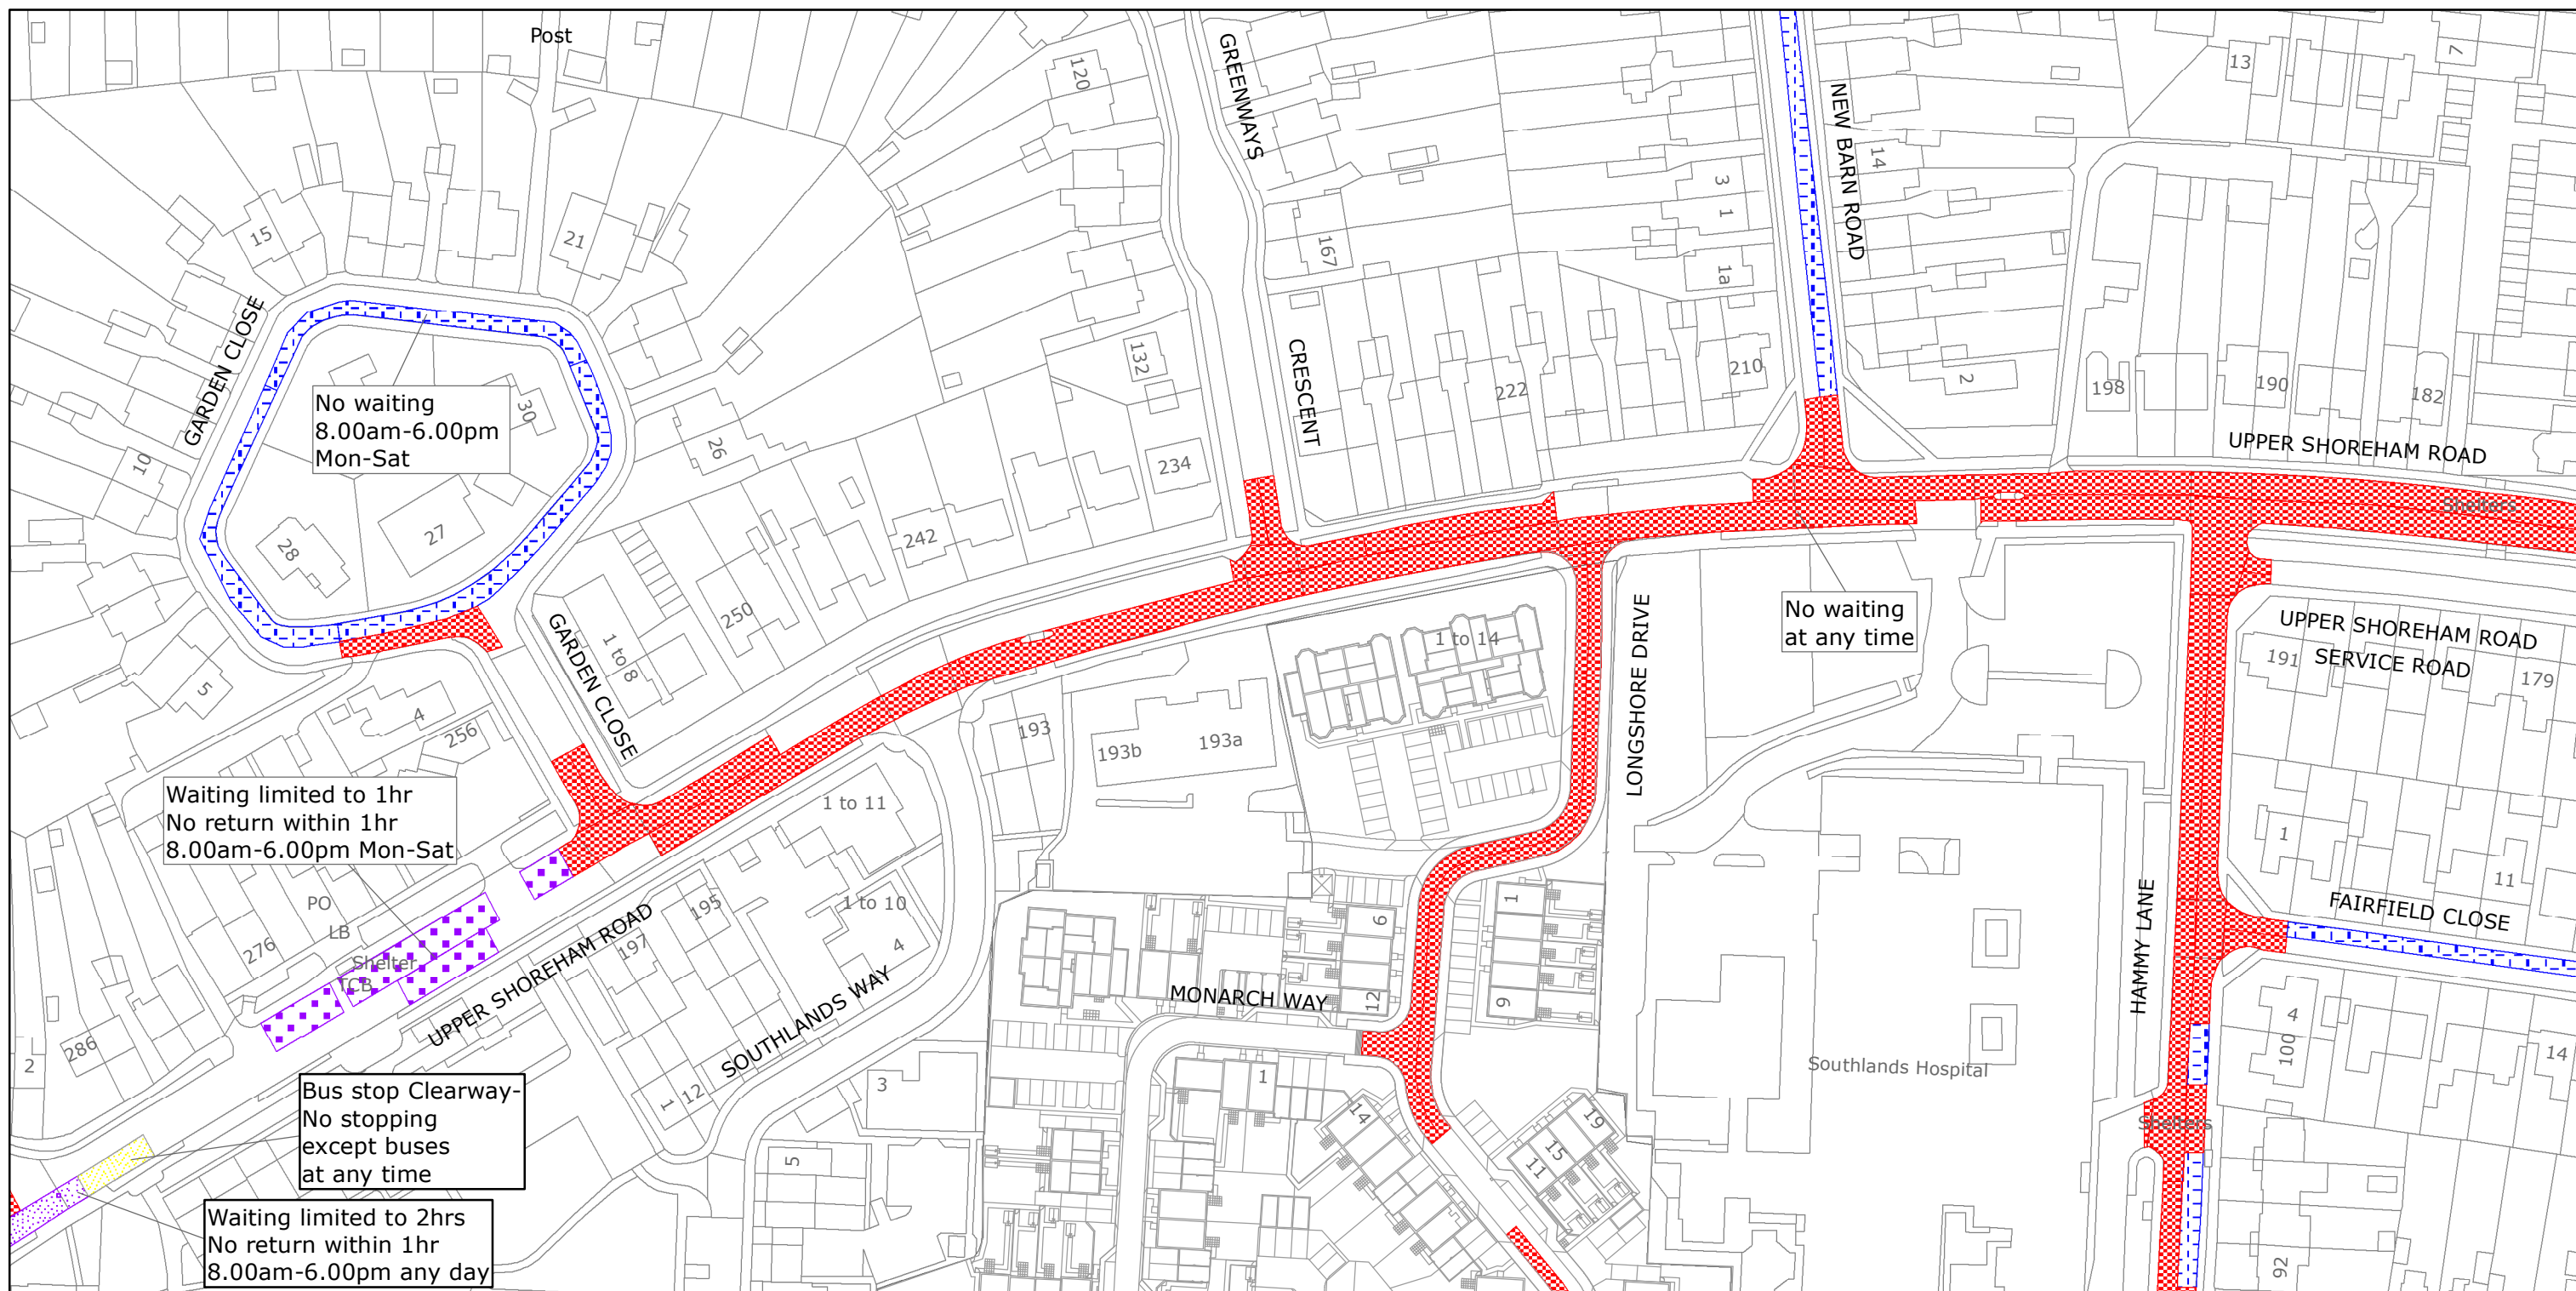 Post
120
GREENWAYS
13
7
NEW BARN ROAD
14
3
1
15
21
167
1a
GARDEN CLOSE
132
CRESCENT
222
210
2
198
190
182
No waiting
8.00am-6.00pm
Mon-Sat
30
26
234
UPPER SHOREHAM ROAD
10
28
27
242
Shelters
GARDEN CLOSE
1 to 8
250
1 to 14
LONGSHORE DRIVE
No waiting
at any time
UPPER SHOREHAM ROAD
SERVICE ROAD
191
179
5
4
256
193
193b
193a
Waiting limited to 1hr
No return within 1hr
8.00am-6.00pm Mon-Sat
1 to 11
1
11
PO
LB
276
Shelter
TCB
UPPER SHOREHAM ROAD
197
195
1 to 10
4
SOUTHLANDS WAY
6
1
9
12
MONARCH WAY
HAMMY LANE
FAIRFIELD CLOSE
286
2
1
12
3
1
14
Southlands Hospital
4
100
14
Bus stop Clearway-
No stopping
except buses
at any time
5
19
15
11
Shelters
Waiting limited to 2hrs
No return within 1hr
8.00am-6.00pm any day
92